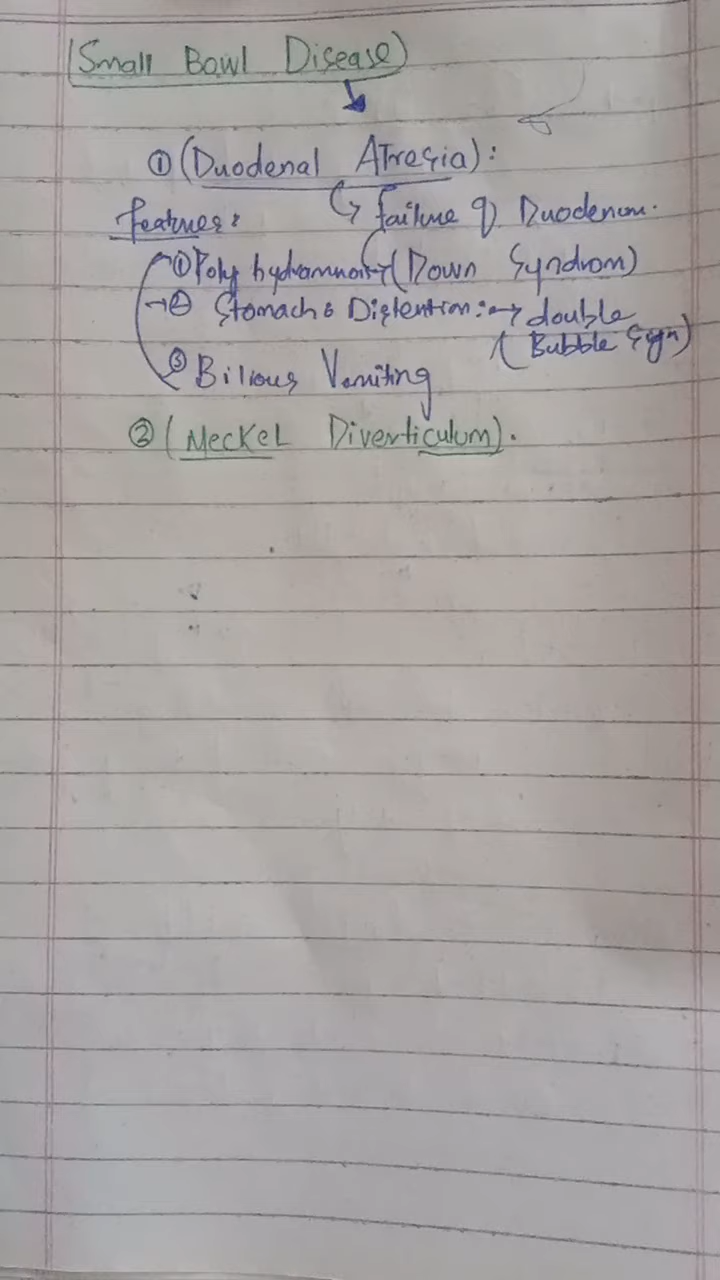 (Small Bowl Disease)
① (Duodenal Atresia):
↳ failure of Duodenum.
features:
① Poly hydramnois (Down Syndrom)
→② Stomach & Distention: → double
(Bubble Sign)
③ Bilious Vomiting
② (Meckel Diverticulum).